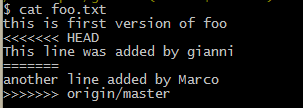 $ cat foo.txt
this is first version of foo
<<<<<<< HEAD
This line was added by gianni
=======
another line added by Marco
>>>>>>> origin/master